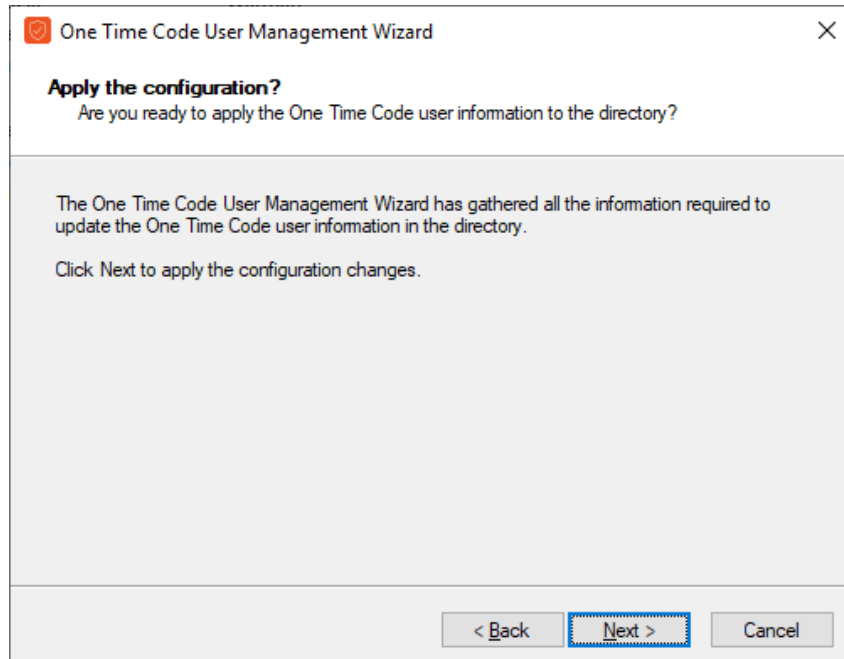 One Time Code User Management Wizard
Apply the configuration?
Are you ready to apply the One Time Code user information to the directory?
The One Time Code User Management Wizard has gathered all the information required to
update the One Time Code user information in the directory.
Click Next to apply the configuration changes.
< Back
Next >
Cancel